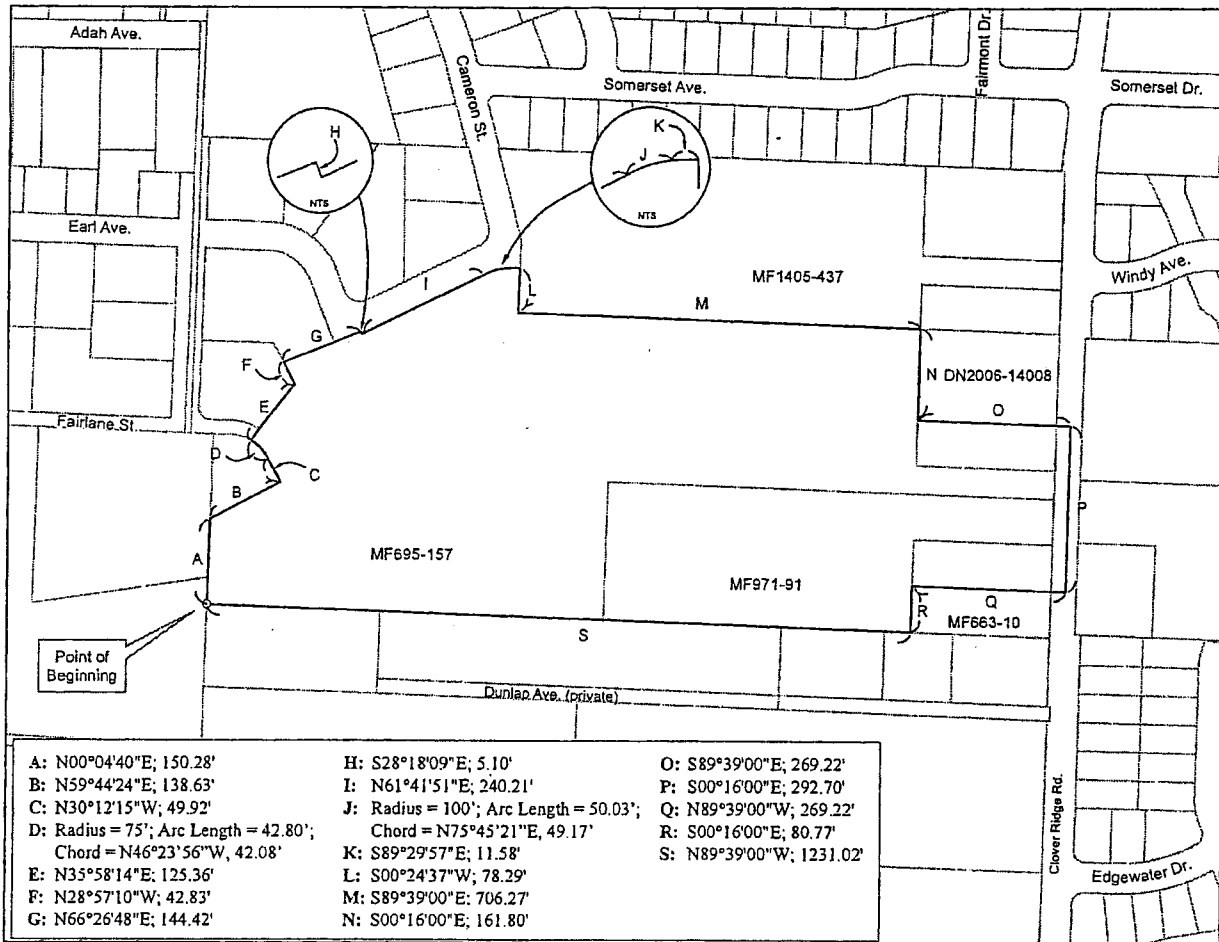 Adah Ave.
Cameron St.
Somerset Ave.
Fairmont Dr.
Somerset Dr.
H
NTS
K
J
NTS
Earl Ave.
Windy Ave.
MF1405-437
I
L
M
G
F
N DN2006-14008
E
O
Fairlane St.
D
C
B
P
A
MF695-157
MF971-91
Q
R
MF663-10
S
Point of
Beginning
Dunlap Ave. (private)
Clover Ridge Rd.
Edgewater Dr.
A: N00°04'40"E; 150.28'
B: N59°44'24"E; 138.63'
C: N30°12'15"W; 49.92'
D: Radius = 75'; Arc Length = 42.80';
Chord = N46°23'56"W, 42.08'
E: N35°58'14"E; 125.36'
F: N28°57'10"W; 42.83'
G: N66°26'48"E; 144.42'
H: S28°18'09"E; 5.10'
I: N61°41'51"E; 240.21'
J: Radius = 100'; Arc Length = 50.03';
Chord = N75°45'21"E, 49.17'
K: S89°29'57"E; 11.58'
L: S00°24'37"W; 78.29'
M: S89°39'00"E; 706.27'
N: S00°16'00"E; 161.80'
O: S89°39'00"E; 269.22'
P: S00°16'00"E; 292.70'
Q: N89°39'00"W; 269.22'
R: S00°16'00"E; 80.77'
S: N89°39'00"W; 1231.02'